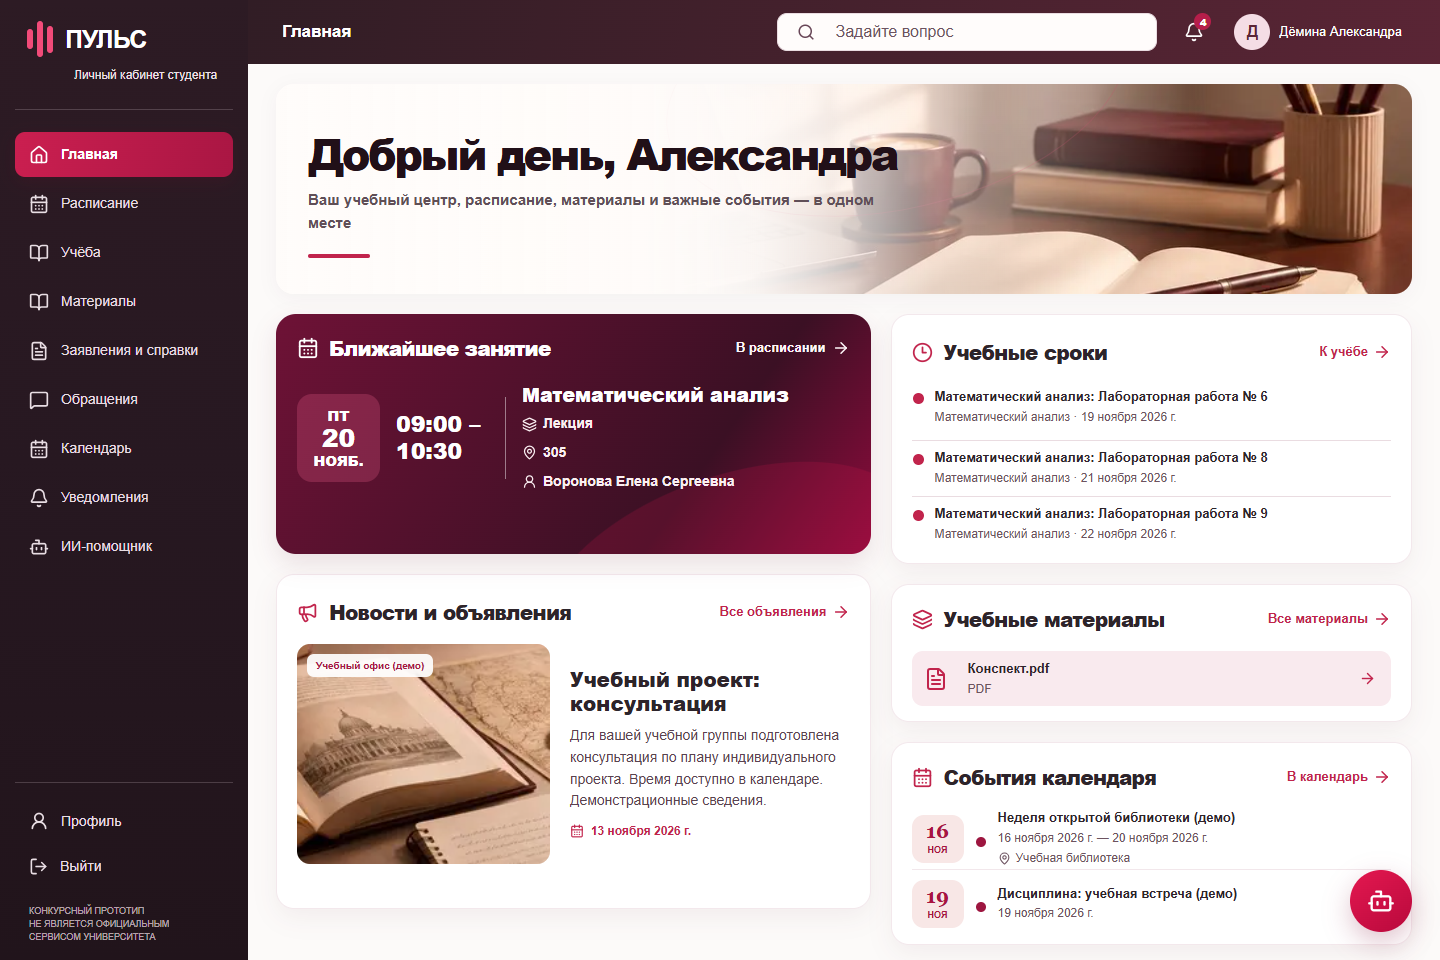 ПУЛЬС
Личный кабинет студента
Главная
Расписание
Учёба
Материалы
Заявления и справки
Обращения
Календарь
Уведомления
ИИ-помощник
Профиль
Выйти
КОНКУРСНЫЙ ПРОТОТИП
НЕ ЯВЛЯЕТСЯ ОФИЦИАЛЬНЫМ
СЕРВИСОМ УНИВЕРСИТЕТА
Главная
Задайте вопрос
4
Д
Дёмина Александра
Добрый день, Александра
Ваш учебный центр, расписание, материалы и важные события — в одном
месте
Ближайшее занятие
В расписании
ПТ
20
НОЯБ.
09:00 –
10:30
Математический анализ
Лекция
305
Воронова Елена Сергеевна
Новости и объявления
Все объявления
Учебный офис (демо)
Учебный проект:
консультация
Для вашей учебной группы подготовлена
консультация по плану индивидуального
проекта. Время доступно в календаре.
Демонстрационные сведения.
13 ноября 2026 г.
Учебные сроки
К учёбе
Математический анализ: Лабораторная работа № 6
Математический анализ · 19 ноября 2026 г.
Математический анализ: Лабораторная работа № 8
Математический анализ · 21 ноября 2026 г.
Математический анализ: Лабораторная работа № 9
Математический анализ · 22 ноября 2026 г.
Учебные материалы
Все материалы
Конспект.pdf
PDF
События календаря
В календарь
16
НОЯ
Неделя открытой библиотеки (демо)
16 ноября 2026 г. — 20 ноября 2026 г.
Учебная библиотека
19
НОЯ
Дисциплина: учебная встреча (демо)
19 ноября 2026 г.